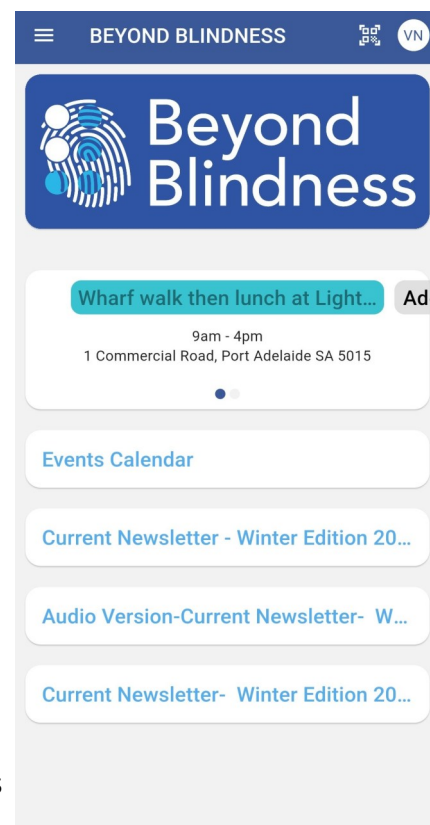 BEYOND BLINDNESS
VN
Beyond
Blindness
Wharf walk then lunch at Light...
Ad
9am - 4pm
1 Commercial Road, Port Adelaide SA 5015
Events Calendar
Current Newsletter - Winter Edition 20...
Audio Version-Current Newsletter-  W...
Current Newsletter-  Winter Edition 20...
s